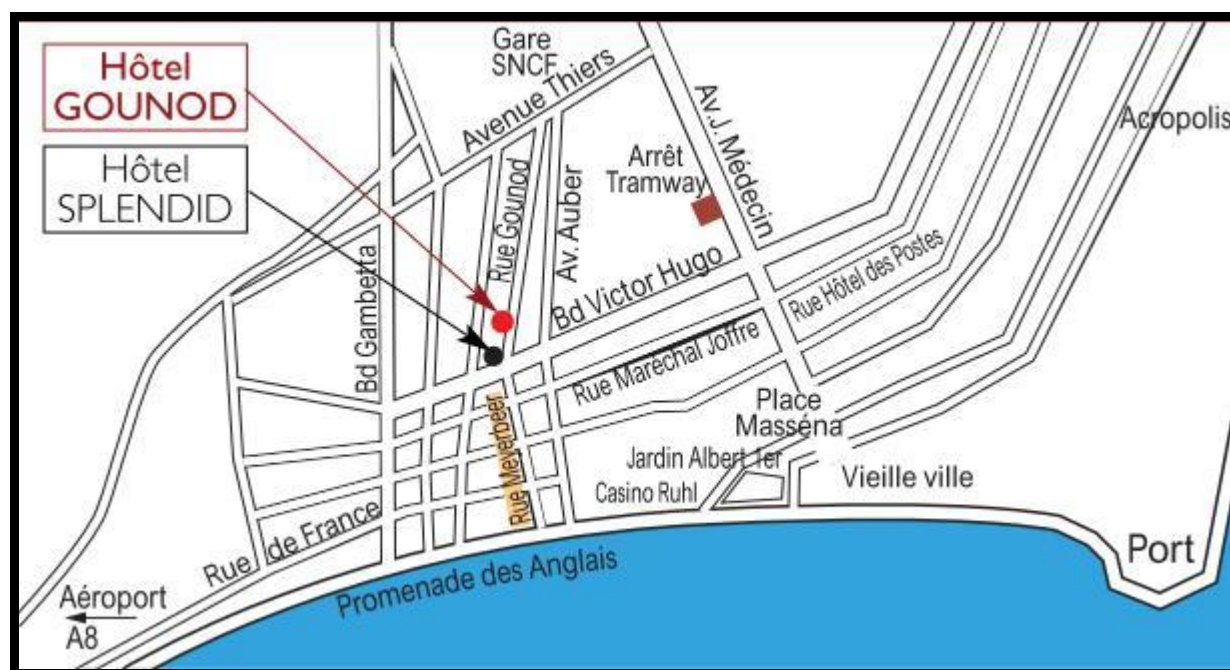 Hôtel
GOUNOD
Hôtel
SPLENDID
Gare
SNCF
Avenue Thiers
Rue Gounod
Av. Auber
Arrêt
Tramway
Av.J. Médecin
Acropolis
Bd Gambetta
Bd Victor Hugo
Rue Hôtel des Postes
Rue Maréchal Joffre
Rue Meyerbeer
Place
Masséna
Jardin Albert 1er
Casino Ruhl
Vieille ville
Rue de France
Promenade des Anglais
Port
Aéroport
A8